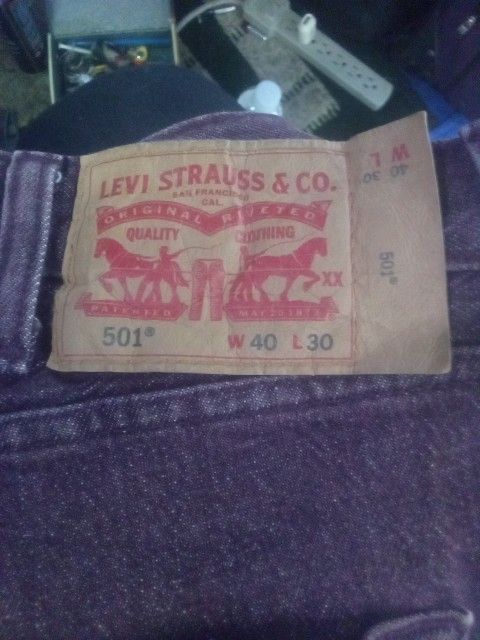 LEVI STRAUSS & CO.
SAN FRANCISCO
CAL.
ORIGINAL RIVETED
QUALITY CLOTHING
XX
PATENTED MAY 20 1873
501® W 40 L 30
W L
40 30
501®